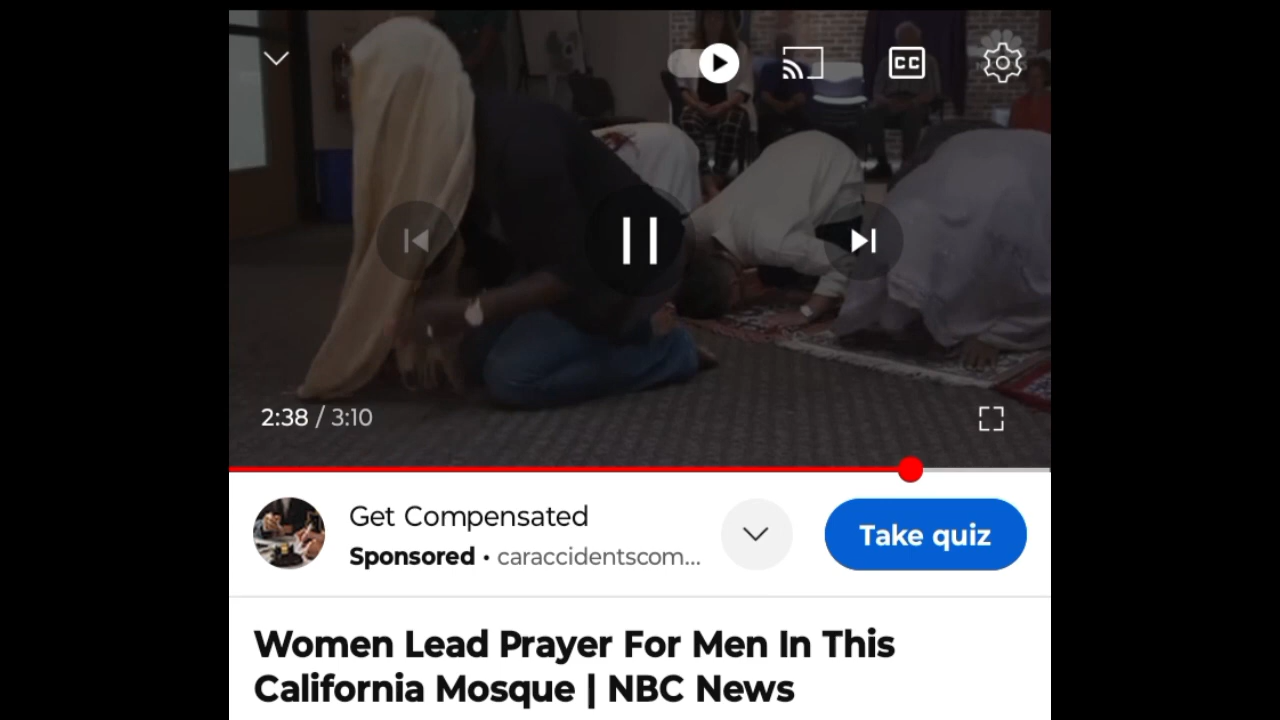 CC
2:38 / 3:10
Get Compensated
Sponsored • caraccidentscom...
Take quiz
Women Lead Prayer For Men In This
California Mosque | NBC News